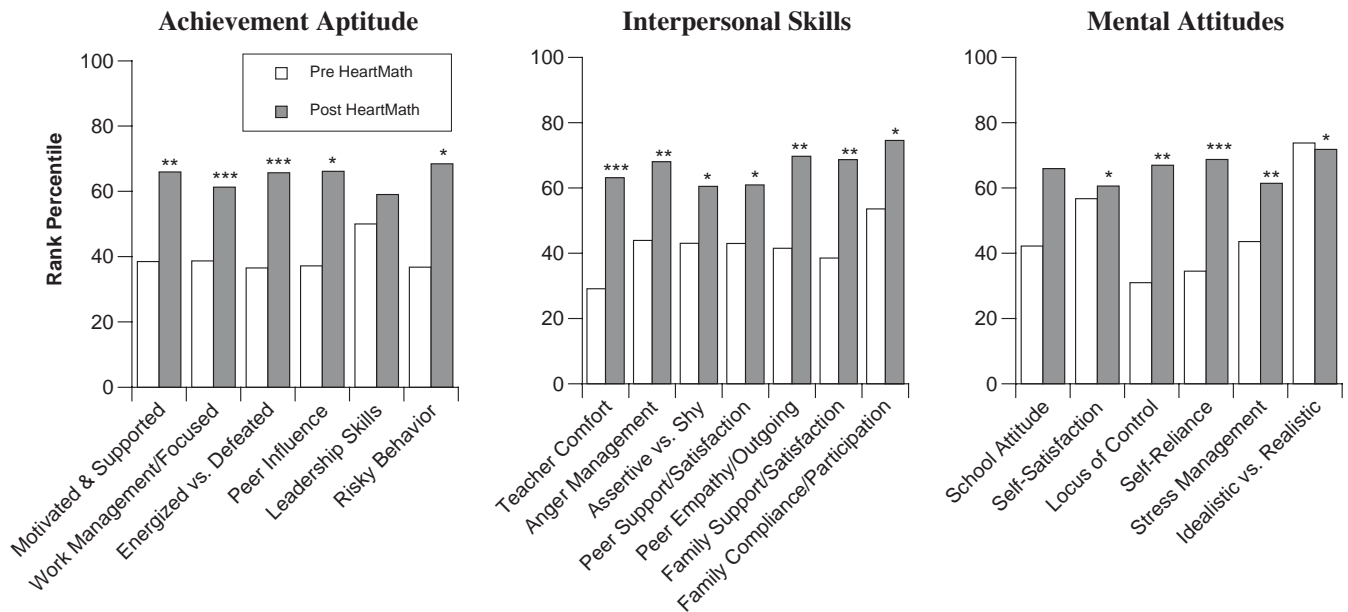 Achievement Aptitude
Interpersonal Skills
Mental Attitudes
Pre HeartMath
Post HeartMath
Rank Percentile
100
80
60
40
20
0
**
***
***
*
*
Motivated & Supported
Work Management/Focused
Energized vs. Defeated
Peer Influence
Leadership Skills
Risky Behavior
100
80
60
40
20
0
***
**
*
*
**
**
*
Teacher Comfort
Anger Management
Assertive vs. Shy
Peer Support/Satisfaction
Peer Empathy/Outgoing
Family Support/Satisfaction
Family Compliance/Participation
100
80
60
40
20
0
*
**
***
**
*
School Attitude
Self-Satisfaction
Locus of Control
Self-Reliance
Stress Management
Idealistic vs. Realistic